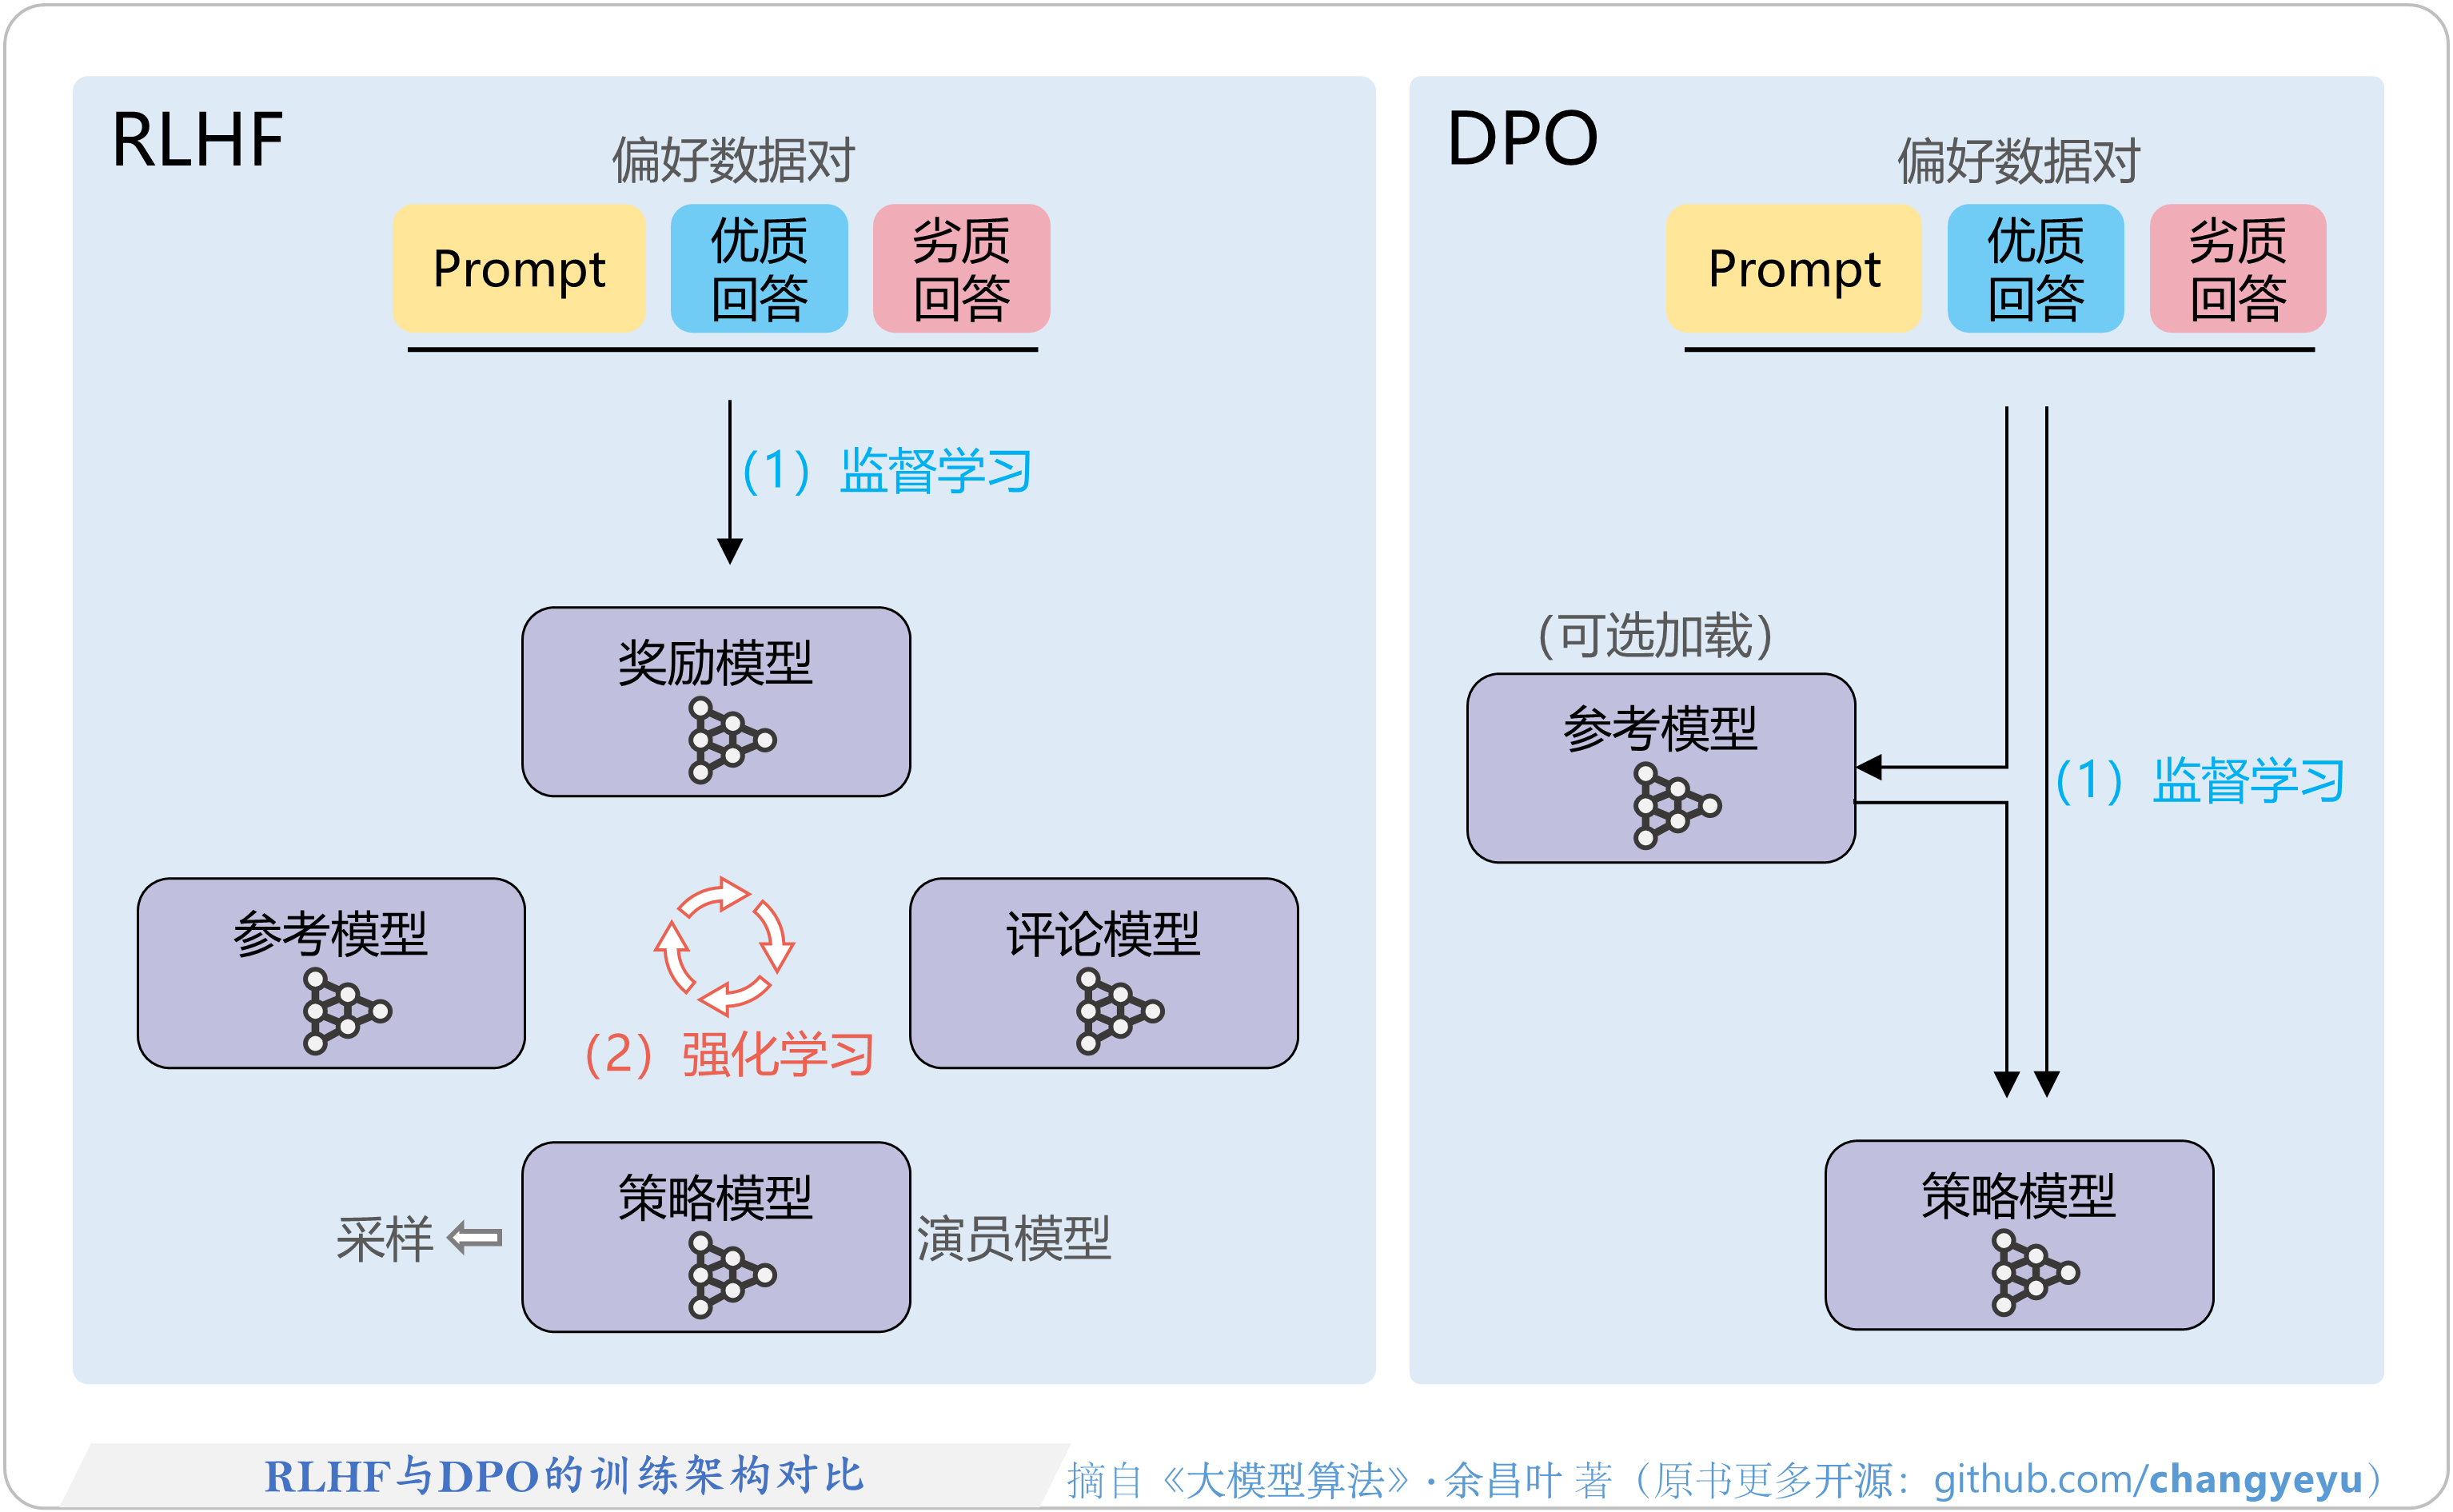 RLHF
偏好数据对
Prompt
优质
回答
劣质
回答
(1) 监督学习
奖励模型
参考模型
评论模型
(2) 强化学习
策略模型
采样
演员模型
DPO
偏好数据对
Prompt
优质
回答
劣质
回答
(可选加载)
参考模型
(1) 监督学习
策略模型
RLHF与DPO的训练架构对比
摘自《大模型算法》· 余昌叶 著（原书更多开源：github.com/changyeyu）